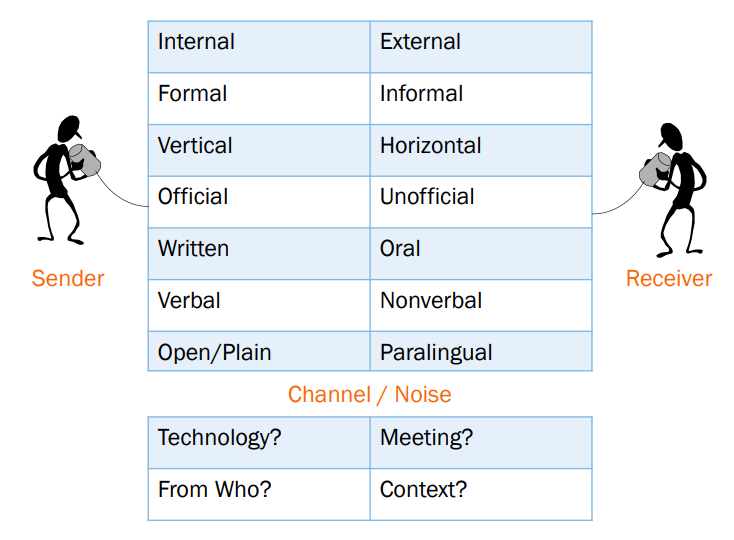 Internal External
Formal Informal
Vertical Horizontal
Official Unofficial
Written Oral
Sender Receiver
Verbal Nonverbal
Open/Plain Paralingual
Channel / Noise
Technology? Meeting?
From Who? Context?